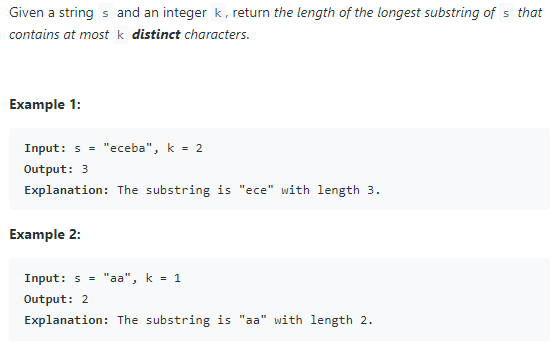 Given a string s and an integer k, return the length of the longest substring of s that
contains at most k distinct characters.
Example 1:
Input: s = "eceba", k = 2
Output: 3
Explanation: The substring is "ece" with length 3.
Example 2:
Input: s = "aa", k = 1
Output: 2
Explanation: The substring is "aa" with length 2.